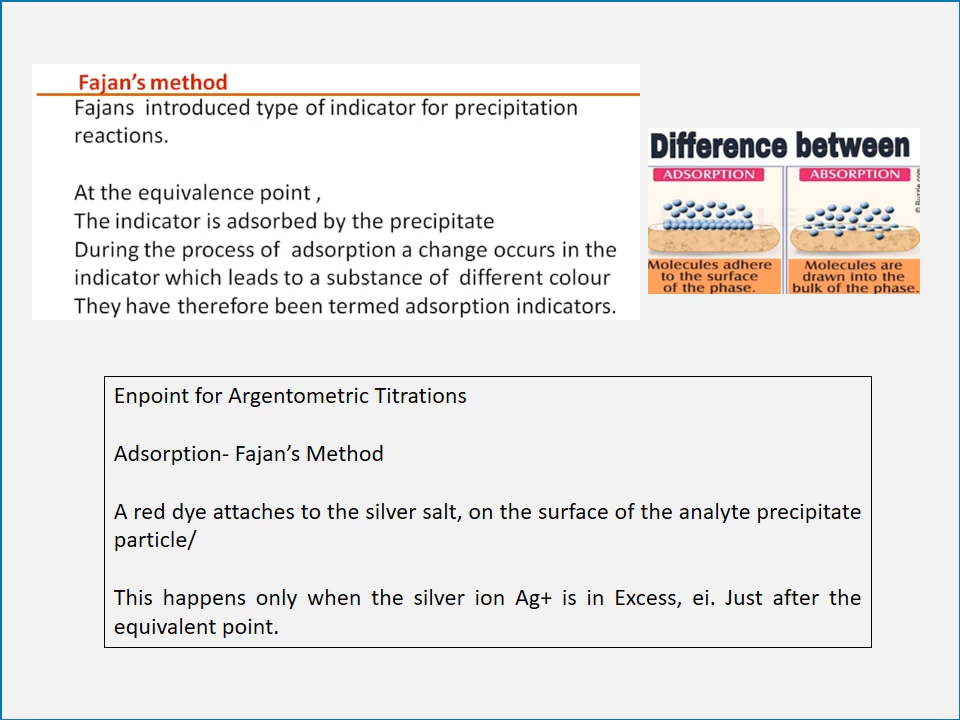 Fajan's method
Fajans introduced type of indicator for precipitation
reactions.
At the equivalence point ,
The indicator is adsorbed by the precipitate
During the process of adsorption a change occurs in the
indicator which leads to a substance of different colour
They have therefore been termed adsorption indicators.
Difference between
ADSORPTION
ABSORPTION
Molecules adhere
to the surface
of the phase.
Molecules are
drawn into the
bulk of the phase.
© Buzzle.com
Enpoint for Argentometric Titrations
Adsorption- Fajan's Method
A red dye attaches to the silver salt, on the surface of the analyte precipitate
particle/
This happens only when the silver ion Ag+ is in Excess, ei. Just after the
equivalent point.